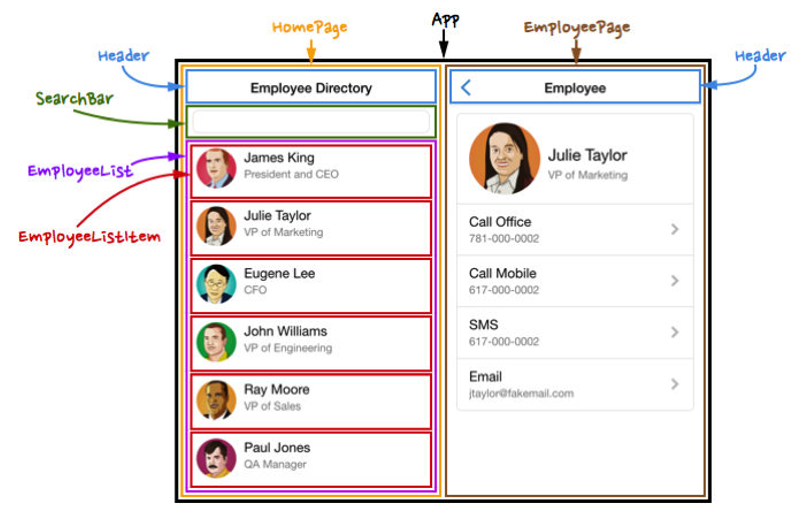 App
HomePage
EmployeePage
Header
Header
SearchBar
EmployeeList
EmployeeListItem
Employee Directory
James King
President and CEO
Julie Taylor
VP of Marketing
Eugene Lee
CFO
John Williams
VP of Engineering
Ray Moore
VP of Sales
Paul Jones
QA Manager
Employee
Julie Taylor
VP of Marketing
Call Office
781-000-0002
Call Mobile
617-000-0002
SMS
617-000-0002
Email
jtaylor@fakemail.com